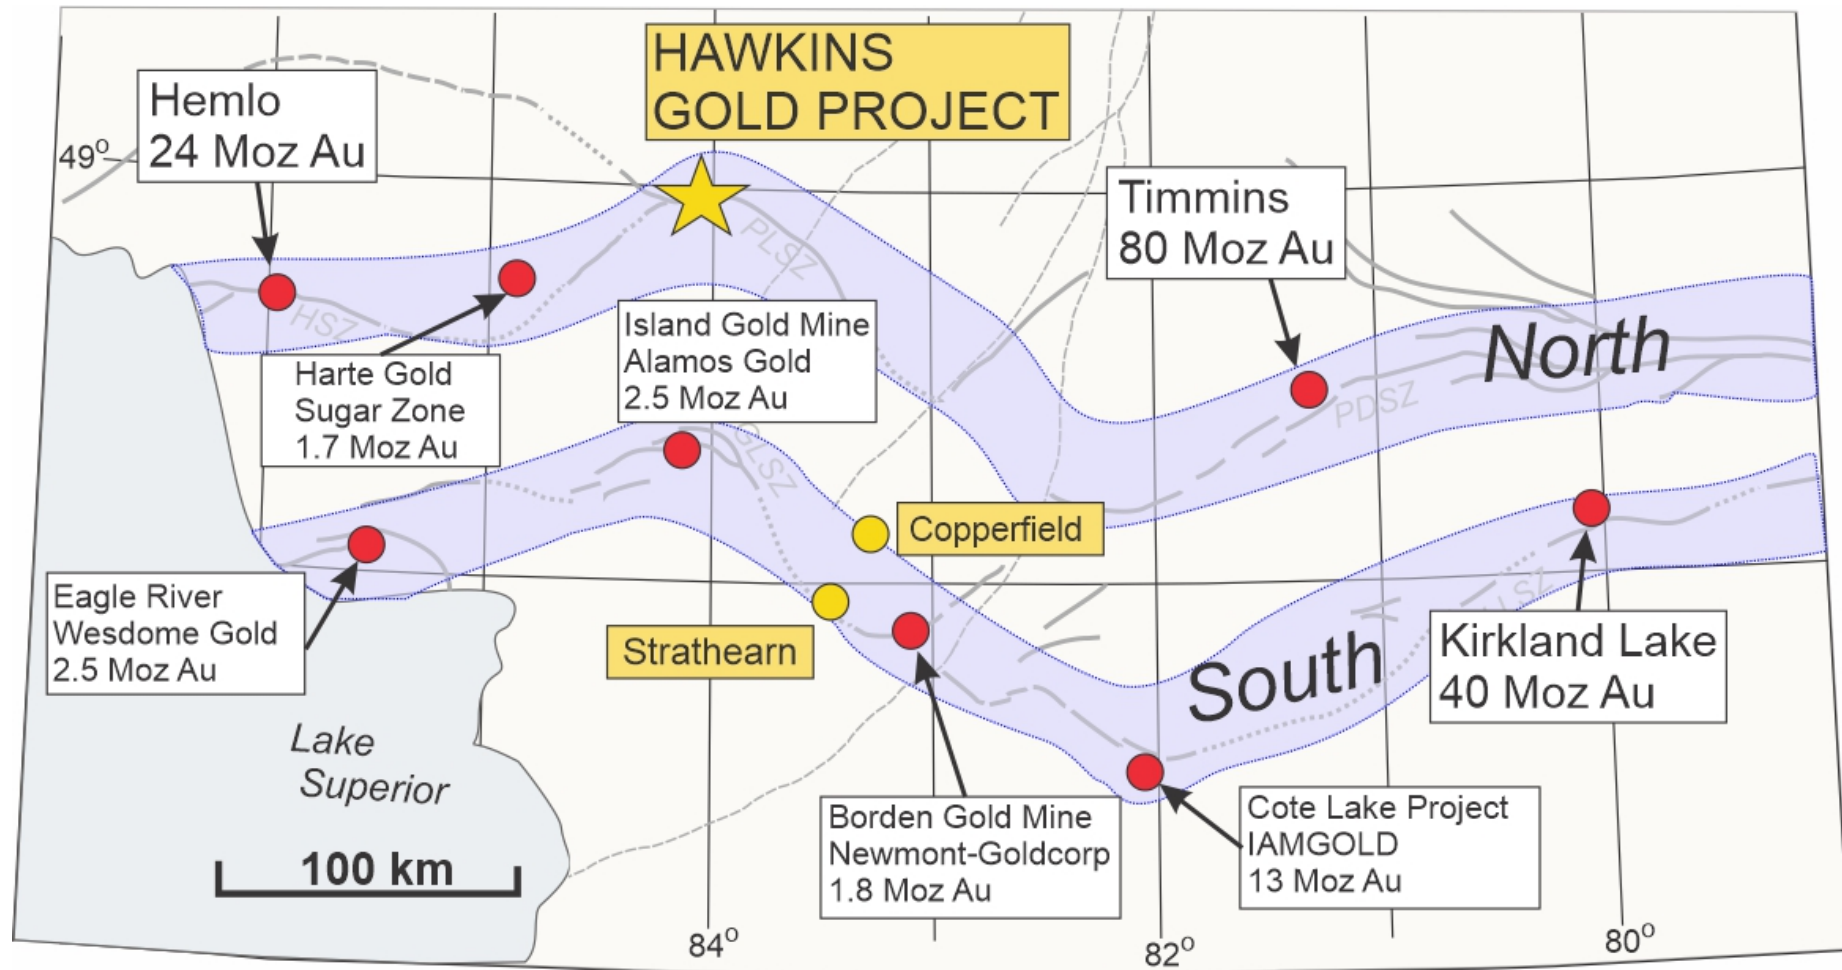 HAWKINS
GOLD PROJECT
Hemlo
24 Moz Au
49°
Timmins
80 Moz Au
PLSZ
HSZ
Island Gold Mine
Alamos Gold
2.5 Moz Au
North
Harte Gold
Sugar Zone
1.7 Moz Au
PDSZ
GLSZ
Copperfield
Eagle River
Wesdome Gold
2.5 Moz Au
Strathearn
South
Kirkland Lake
40 Moz Au
Lake
Superior
Borden Gold Mine
Newmont-Goldcorp
1.8 Moz Au
Cote Lake Project
IAMGOLD
13 Moz Au
100 km
84°
82°
80°